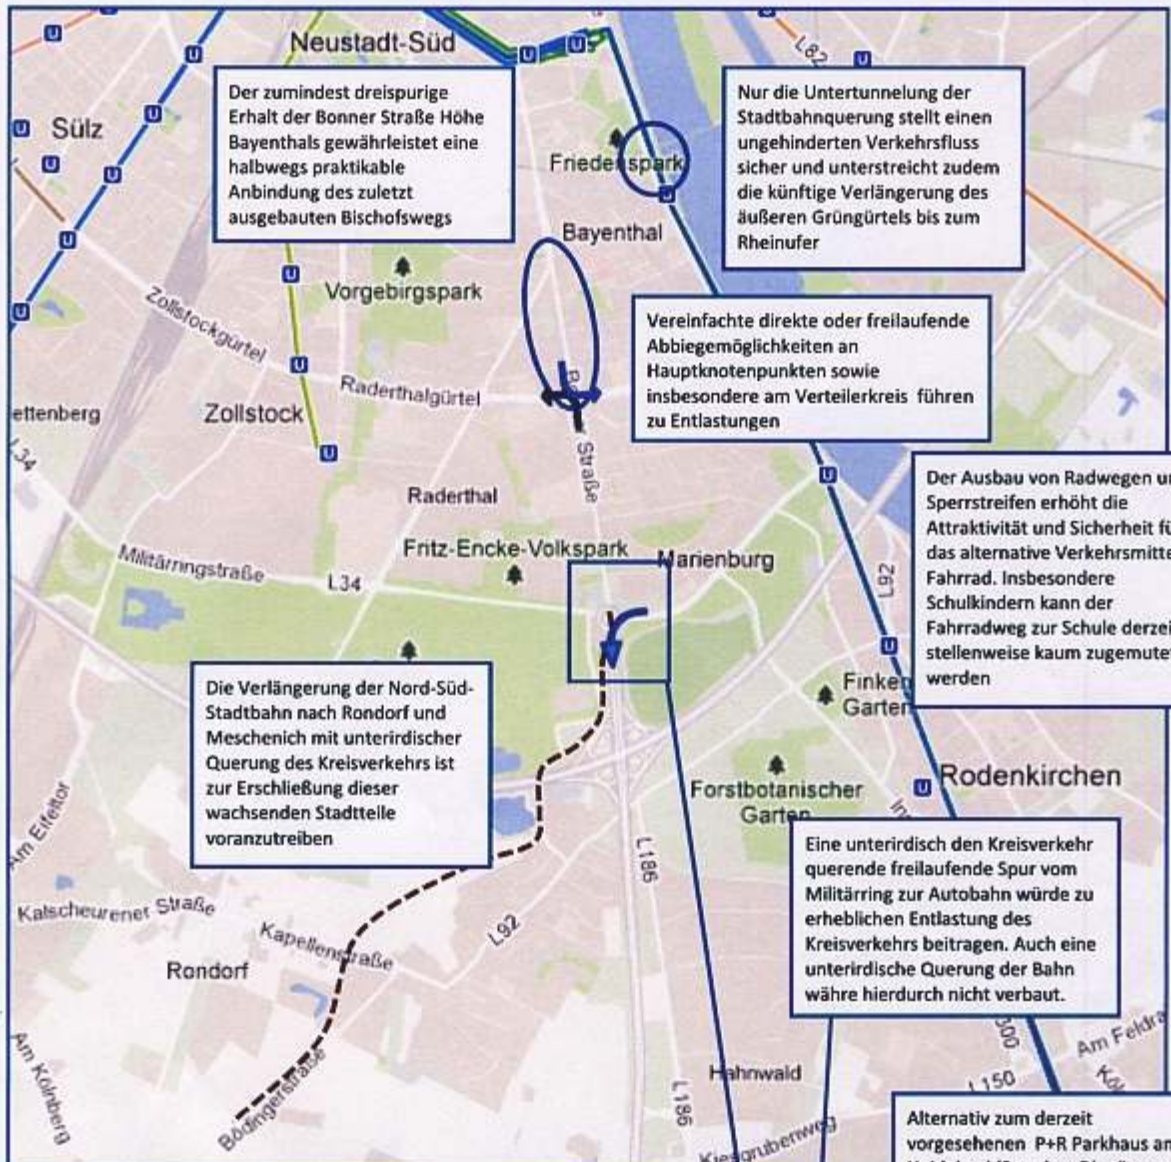 Neustadt-Süd
L82
Sülz
Der zumindest dreispurige
Erhalt der Bonner Straße Höhe
Bayenthals gewährleistet eine
halbwegs praktikable
Anbindung des zuletzt
ausgebauten Bischofswegs
Nur die Untertunnelung der
Stadtbahnquerung stellt einen
ungehinderten Verkehrsfluss
sicher und unterstreicht zudem
die künftige Verlängerung des
äußeren Grüngürtels bis zum
Rheinufer
Friedenspark
Bayenthal
Vorgebirgspark
Zollstockgürtel
Vereinfachte direkte oder freilaufende
Abbiegemöglichkeiten an
Hauptknotenpunkten sowie
insbesondere am Verteilerkreis führen
zu Entlastungen
Raderthalgürtel
ettenberg
Zollstock
L34
Straße
Raderthal
Der Ausbau von Radwegen un
Sperrstreifen erhöht die
Attraktivität und Sicherheit fü
das alternative Verkehrsmitte
Fahrrad. Insbesondere
Schulkindern kann der
Fahrradweg zur Schule derzei
stellenweise kaum zugemutet
werden
Fritz-Encke-Volkspark
Marienburg
Militärringstraße
L34
L92
Die Verlängerung der Nord-Süd-
Stadtbahn nach Rondorf und
Meschenich mit unterirdischer
Querung des Kreisverkehrs ist
zur Erschließung dieser
wachsenden Stadtteile
voranzutreiben
Finken
Garten
Rodenkirchen
Forstbotanischer
Garten
Am Eifeltor
L186
Eine unterirdisch den Kreisverkehr
querende freilaufende Spur vom
Militärring zur Autobahn würde zu
erheblichen Entlastung des
Kreisverkehrs beitragen. Auch eine
unterirdische Querung der Bahn
währe hierdurch nicht verbaut.
Kalscheurener Straße
Kapellenstraße
L92
Rondorf
300
Am Feldra
Am Kölnberg
Bödingerstraße
Hahnwald
L150
Köl
L186
Kiesgrubenweg
Alternativ zum derzeit
vorgesehenen P+R Parkhaus am